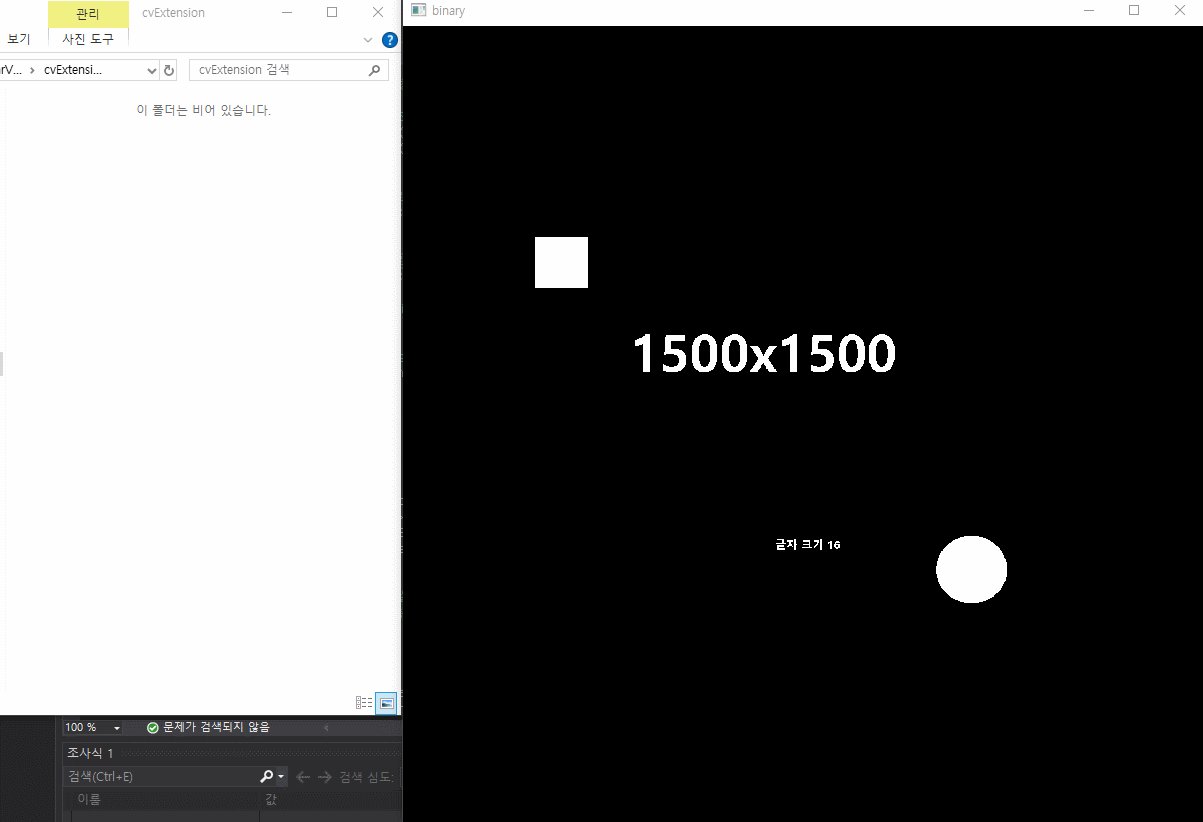 관리
cvExtension
보기
사진 도구
cvExtensi...
cvExtension 검색
이 폴더는 비어 있습니다.
100 %
문제가 검색되지 않음
조사식 1
검색(Ctrl+E)
검색 심도:
이름
값
binary
1500x1500
글자 크기 16